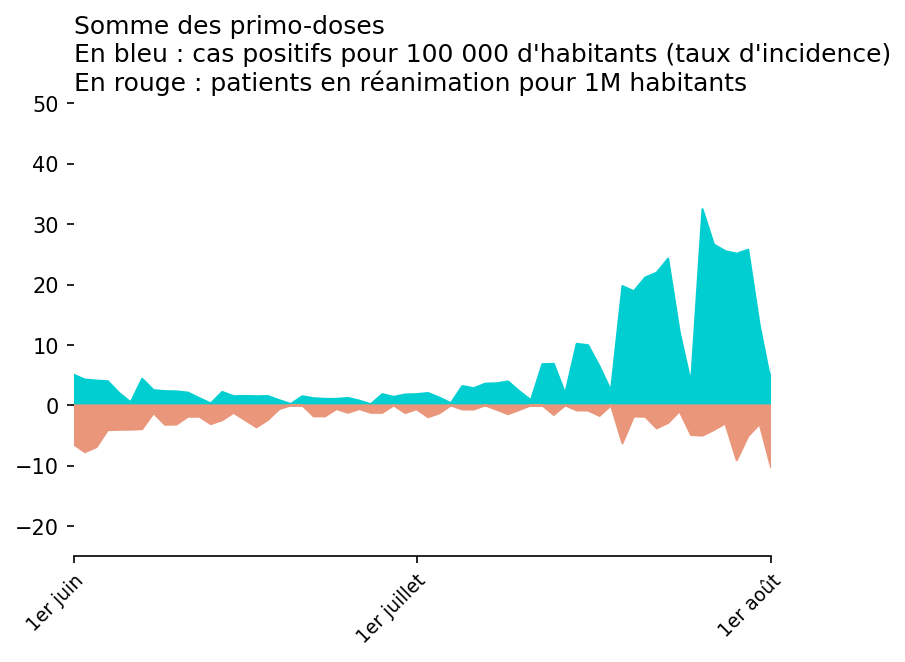 Somme des primo-doses
En bleu : cas positifs pour 100 000 d'habitants (taux d'incidence)
En rouge : patients en réanimation pour 1M habitants
50
40
30
20
10
0
−10
−20
1er juin
1er juillet
1er août